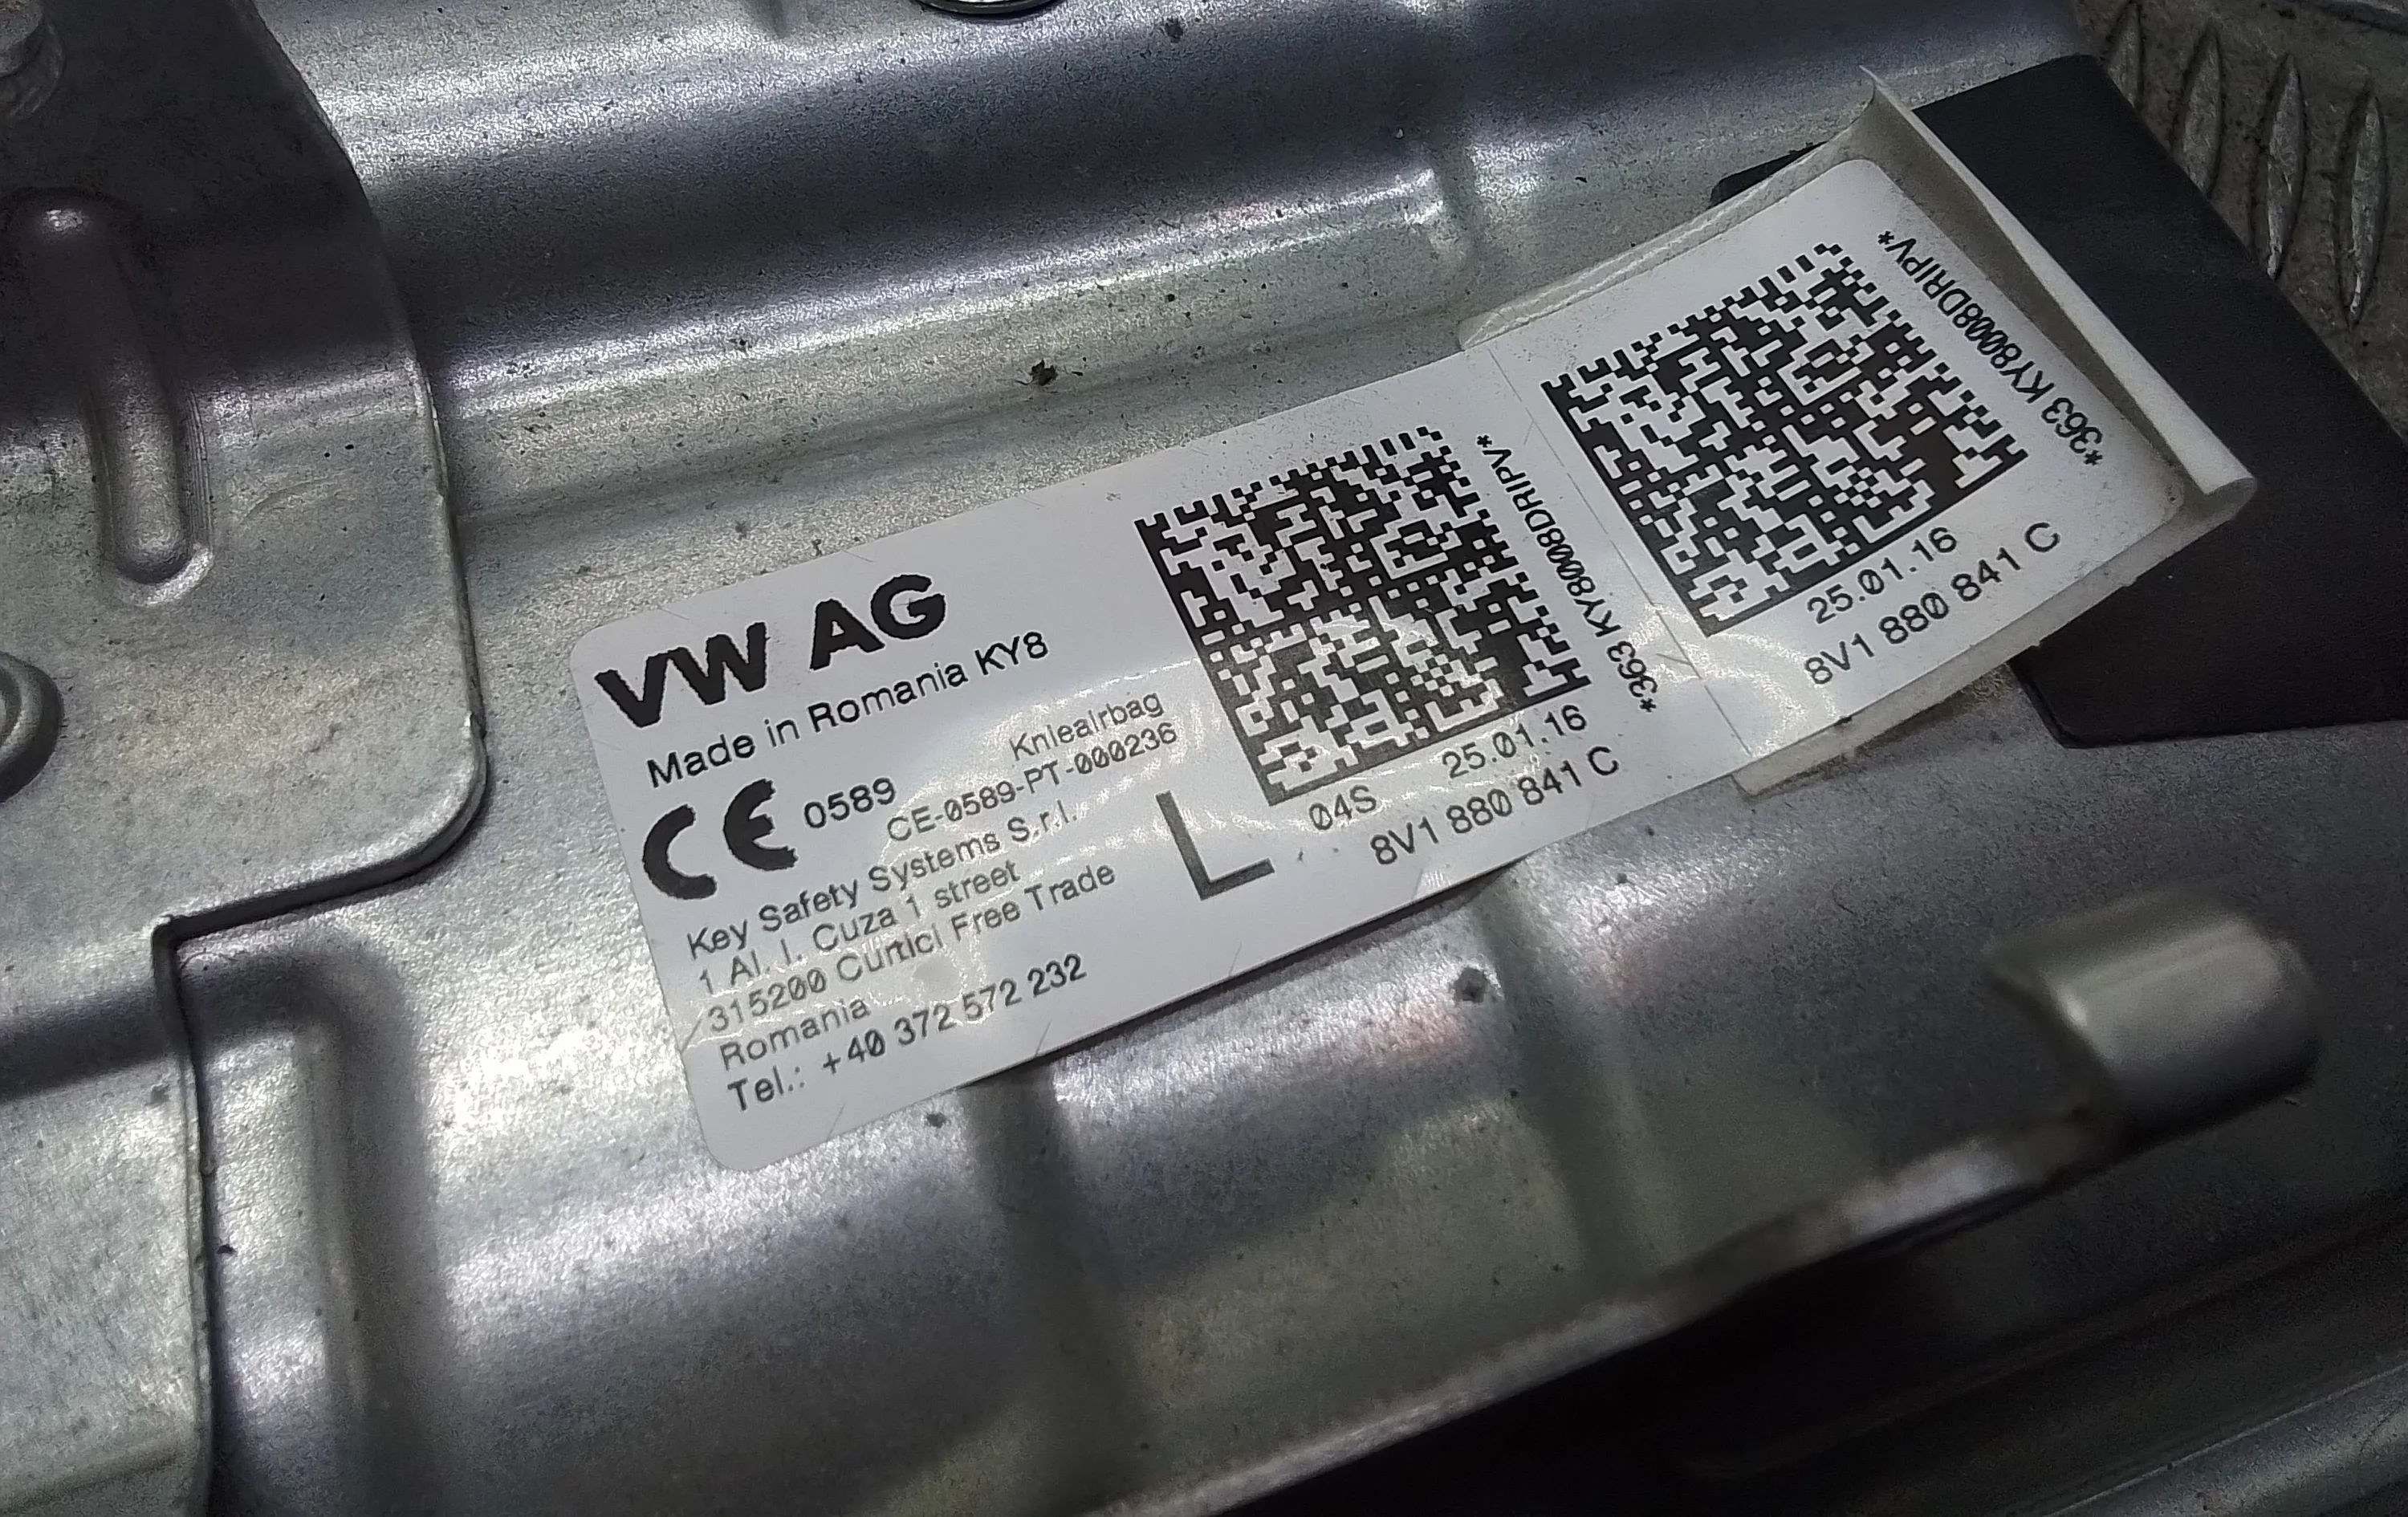 VW AG
Made in Romania KY8
CE 0589
Knieairbag
CE-0589-PT-000236
Key Safety Systems S.r.l.
1 Al. I. Cuza 1 street
315200 Curtici Free Trade
Romania
Tel.: +40 372 572 232
L
04S 25.01.16
8V1 880 841 C
*363 KY8008DRIPV*
25.01.16
8V1 880 841 C
*363 KY8008DRIPV*